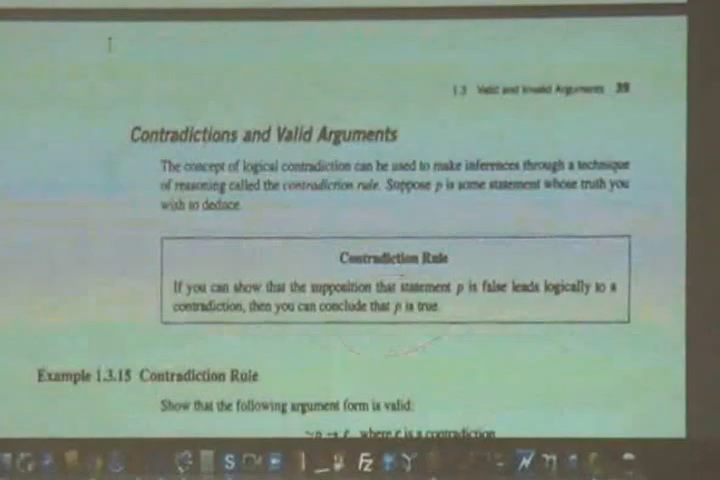 1.3 Valid and Invalid Arguments 39
Contradictions and Valid Arguments
The concept of logical contradiction can be used to make inferences through a technique
of reasoning called the contradiction rule. Suppose p is some statement whose truth you
wish to deduce.
Contradiction Rule
If you can show that the supposition that statement p is false leads logically to a
contradiction, then you can conclude that p is true.
Example 1.3.15 Contradiction Rule
Show that the following argument form is valid:
~p → c, where c is a contradiction